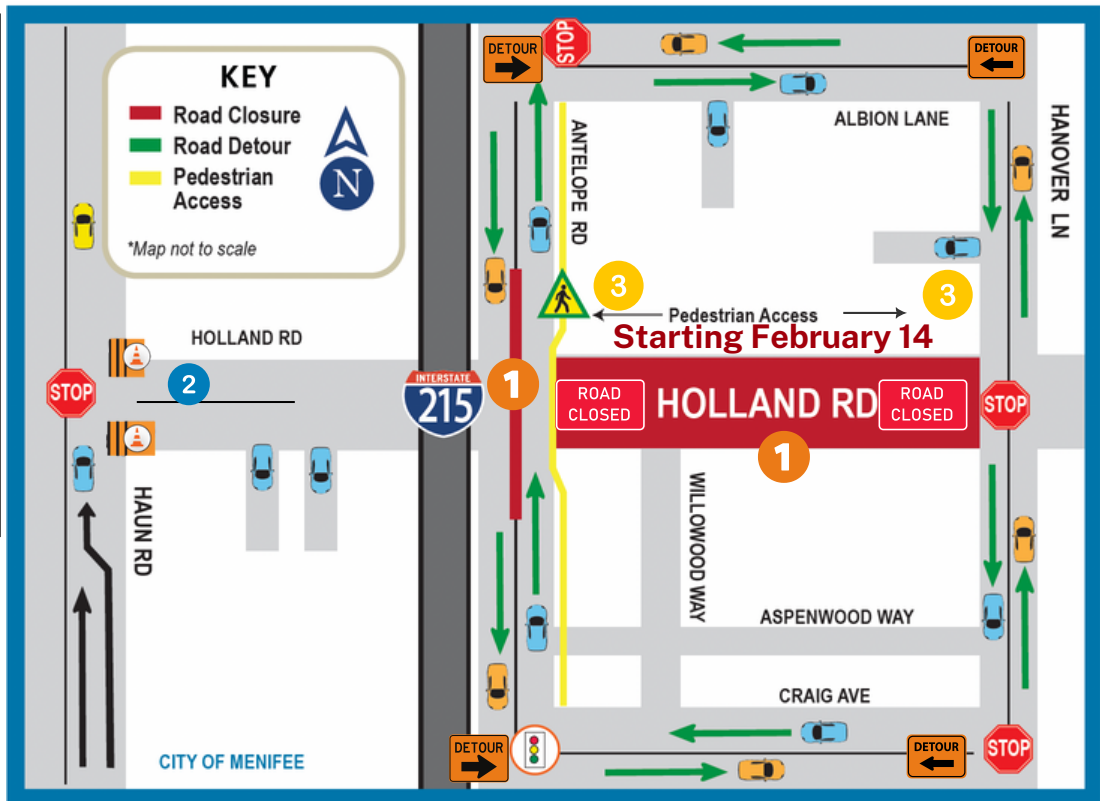 KEY
Road Closure
Road Detour
Pedestrian
Access
N
*Map not to scale
DETOUR
STOP
DETOUR
ALBION LANE
ANTELOPE RD
HANOVER LN
3
3
Pedestrian Access
Starting February 14
HOLLAND RD
STOP
2
INTERSTATE
215
1
ROAD
CLOSED
HOLLAND RD
ROAD
CLOSED
STOP
1
HAUN RD
WILLOWOOD WAY
ASPENWOOD WAY
CRAIG AVE
CITY OF MENIFEE
DETOUR
DETOUR
STOP